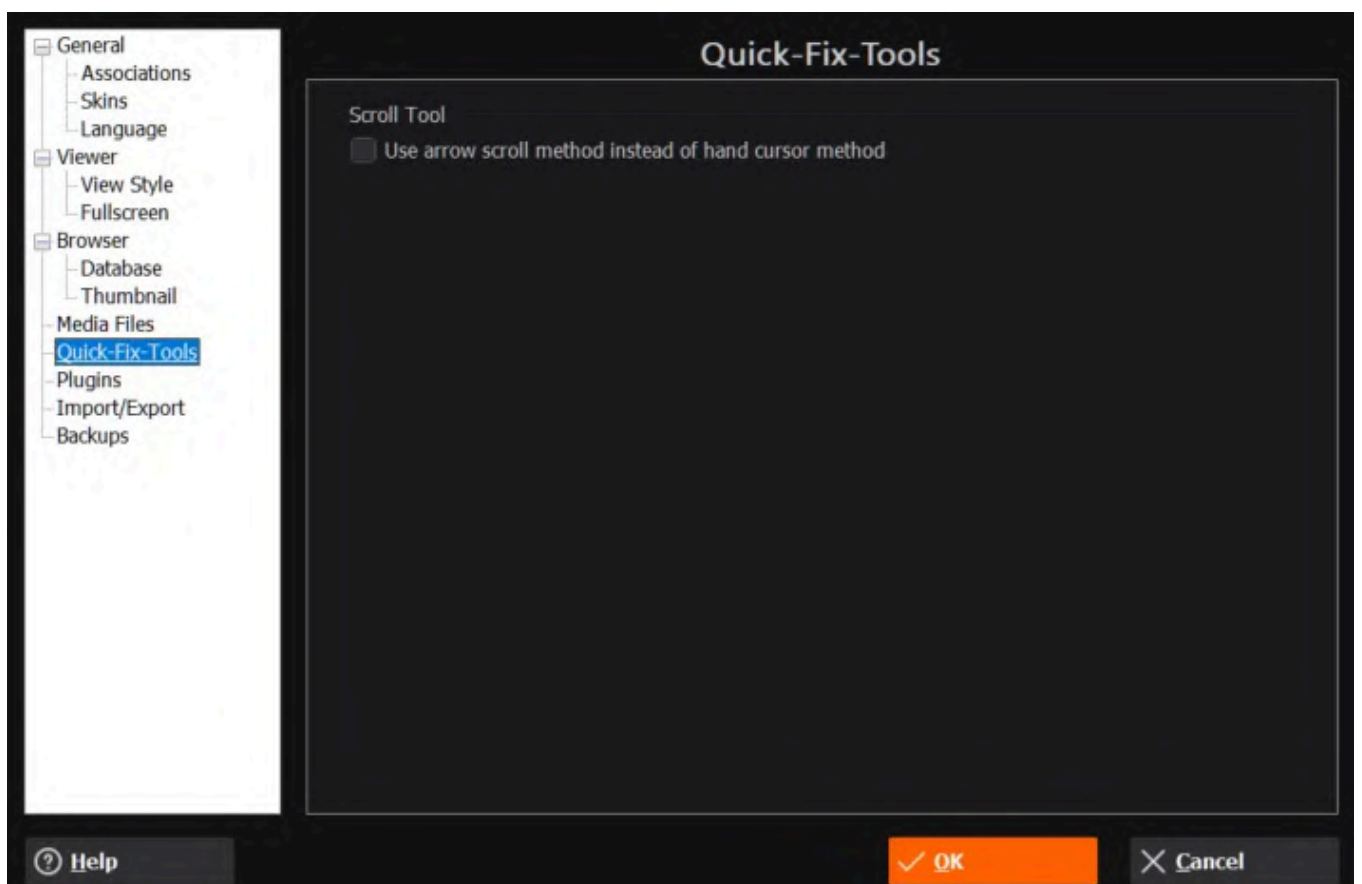 General
Associations
Skins
Language
Viewer
View Style
Fullscreen
Browser
Database
Thumbnail
Media Files
Quick-Fix-Tools
Plugins
Import/Export
Backups
Quick-Fix-Tools
Scroll Tool
Use arrow scroll method instead of hand cursor method
Help
OK
Cancel